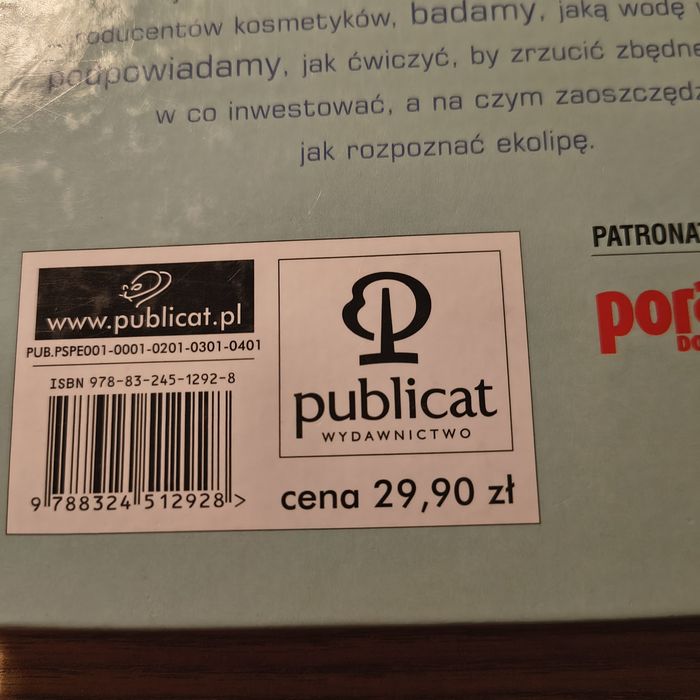 producentów kosmetyków, badamy, jaką wodę
podpowiadamy, jak ćwiczyć, by zrzucić zbędne
w co inwestować, a na czym zaoszczędz
jak rozpoznać ekolipę.
PATRONAT
www.publicat.pl
PUB.PSPE001-0001-0201-0301-0401
ISBN 978-83-245-1292-8
9 788324 512928 >
publicat
WYDAWNICTWO
cena 29,90 zł
por
DO